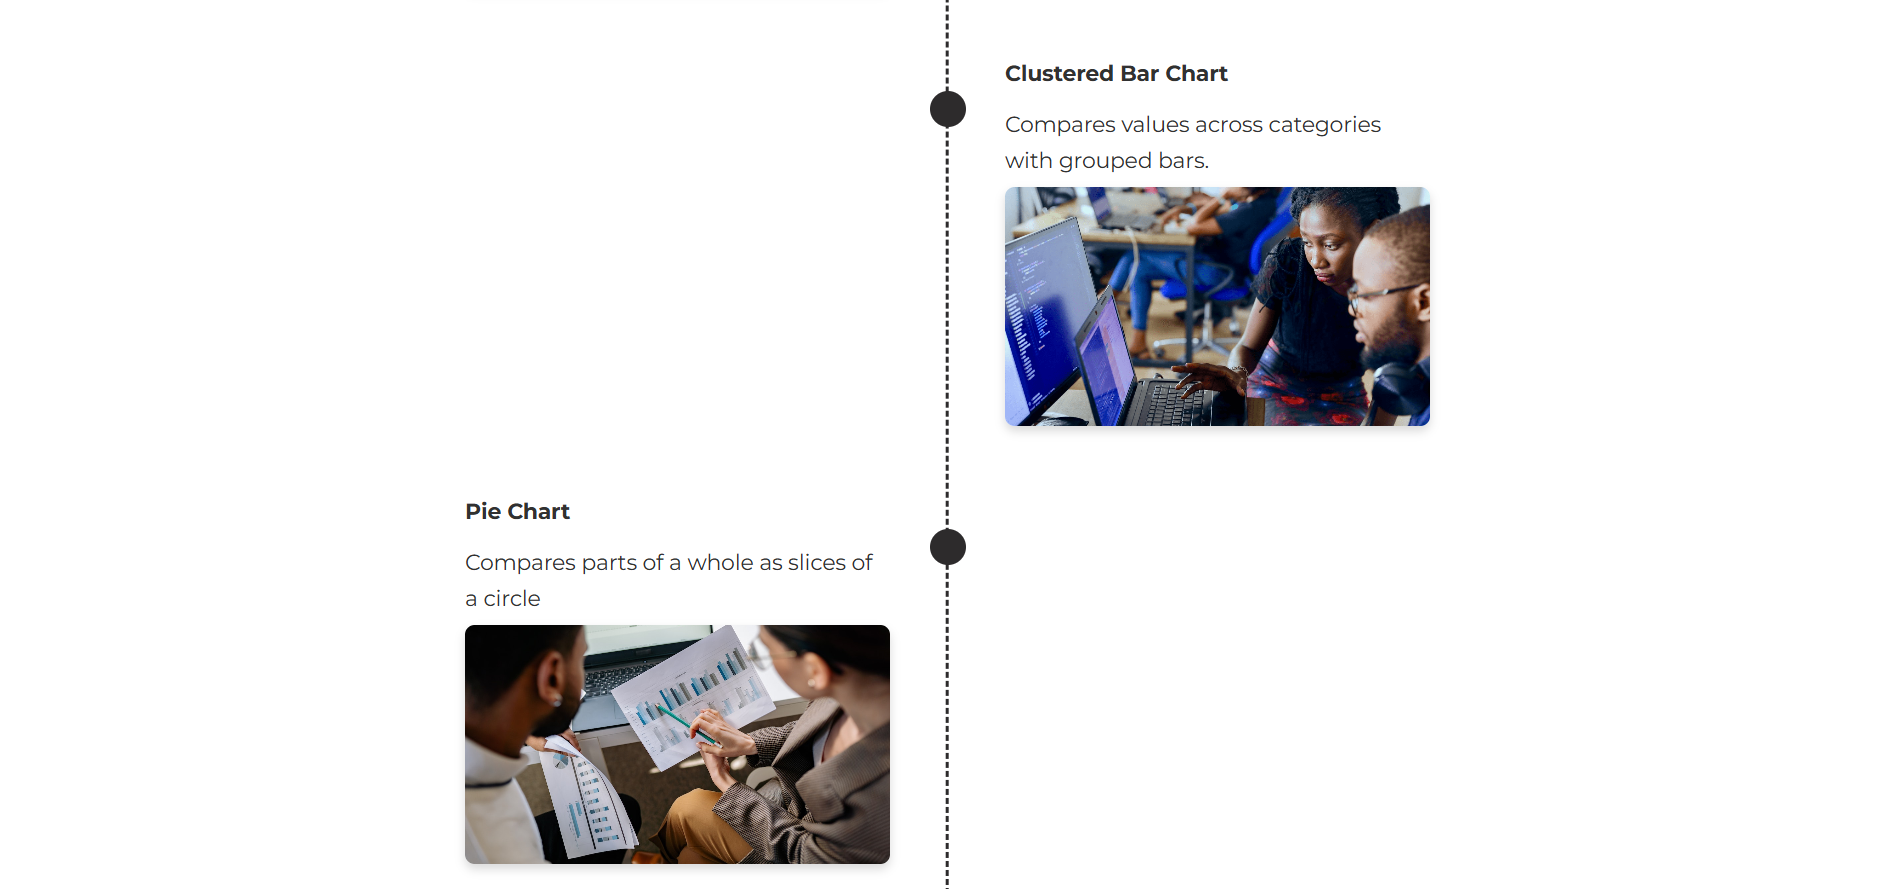 Clustered Bar Chart
Compares values across categories
with grouped bars.
Pie Chart
Compares parts of a whole as slices of
a circle